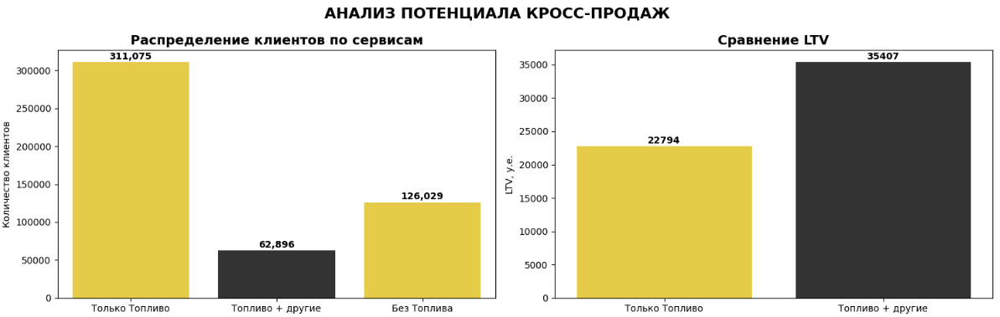 АНАЛИЗ ПОТЕНЦИАЛА КРОСС-ПРОДАЖ
Распределение клиентов по сервисам
311,075
62,896
126,029
300000
250000
200000
150000
100000
50000
0
Количество клиентов
Только Топливо
Топливо + другие
Без Топлива
Сравнение LTV
22794
35407
35000
30000
25000
20000
15000
10000
5000
0
LTV, у.е.
Только Топливо
Топливо + другие